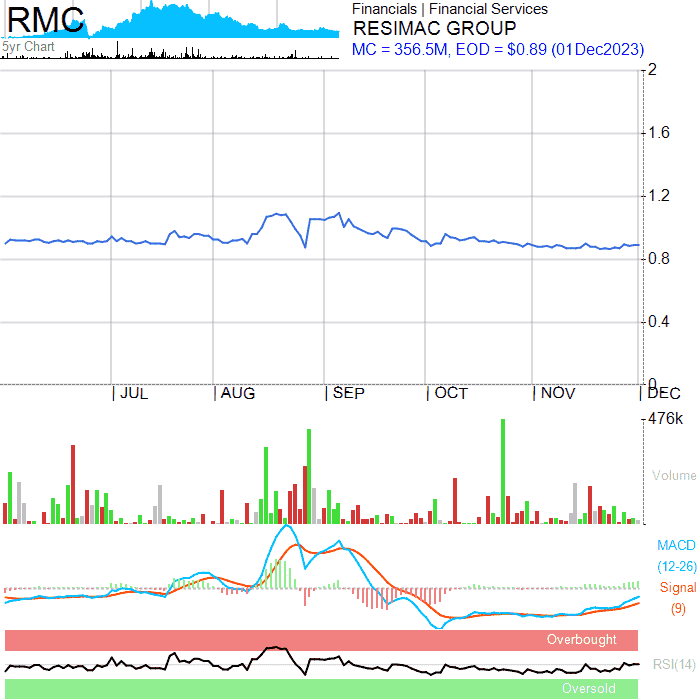 RMC
5yr Chart
Financials | Financial Services
RESIMAC GROUP
MC = 356.5M, EOD = $0.89 (01Dec2023)
2
1.6
1.2
0.8
0.4
0
| JUL | AUG | SEP | OCT | NOV | DEC
476k
Volume
MACD
(12-26)
Signal
(9)
Overbought
RSI(14)
Oversold